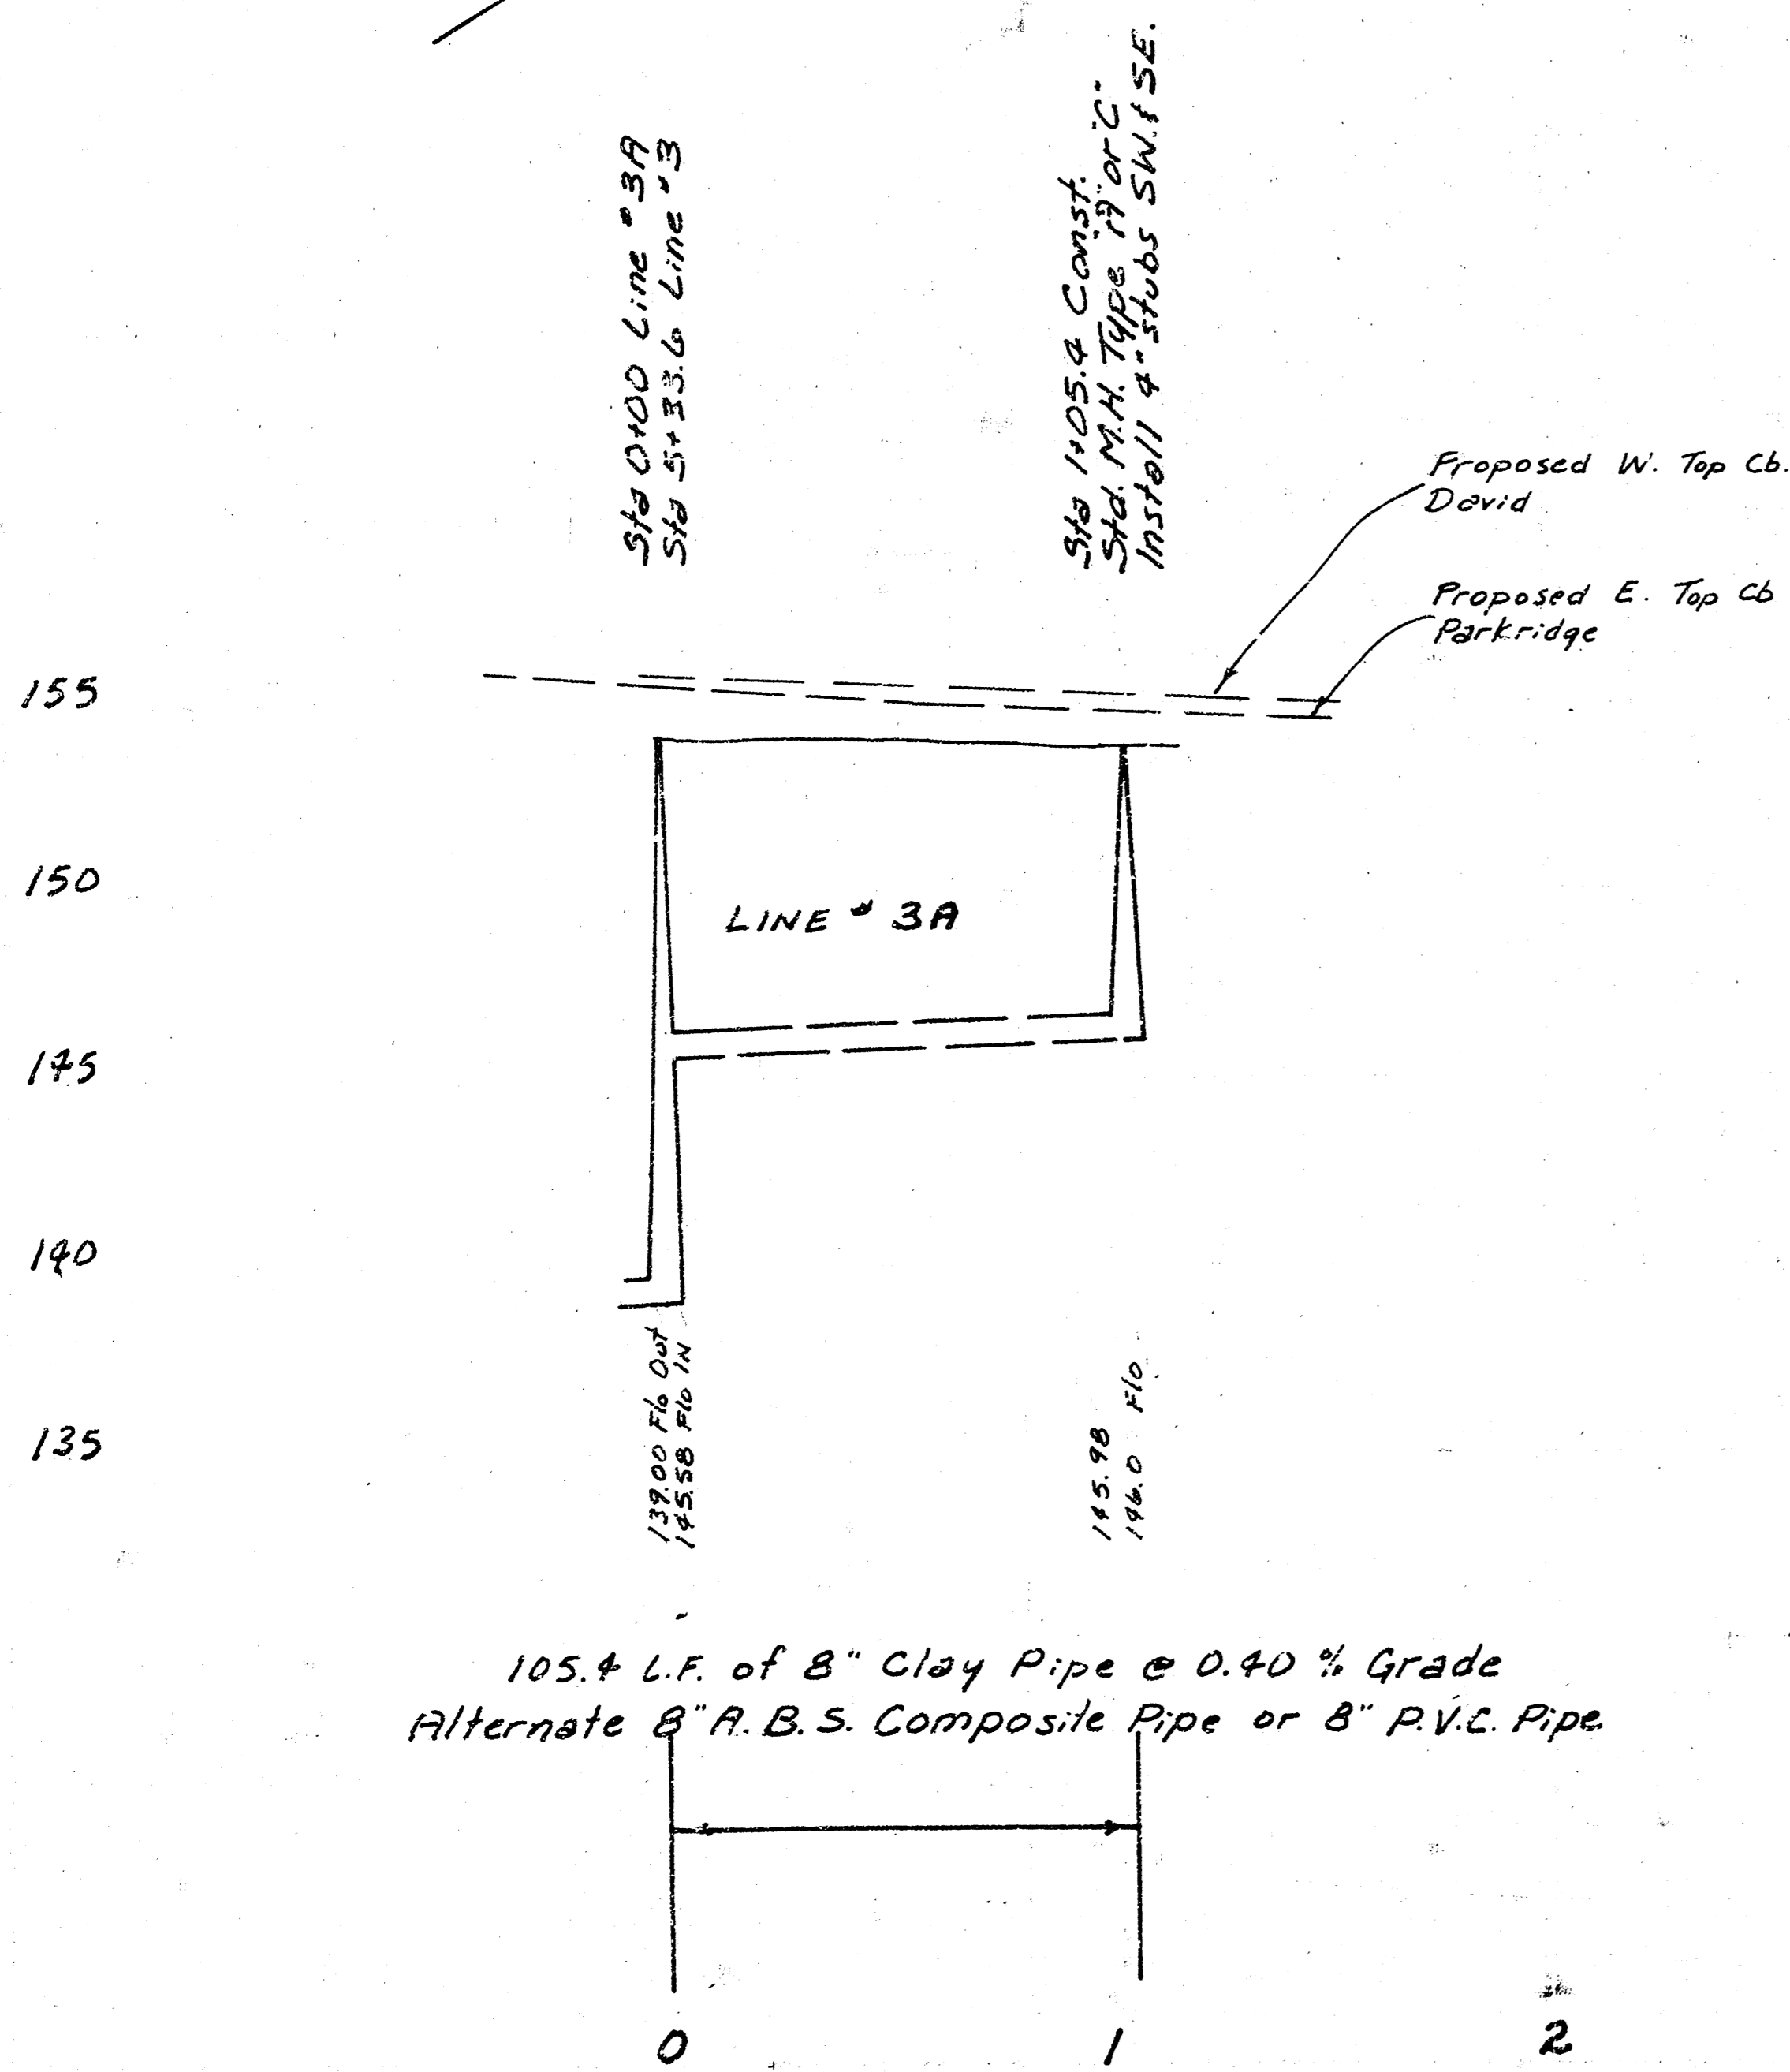 Sta 0+00 Line #3A
Sta 5+33.6 Line #3
Sta 1+05.4 Const.
Std. M.H. Type "A" or "C"
Install 4" stubs SW. & SE.
Proposed W. Top Cb.
David
Proposed E. Top Cb
Parkridge
155
150
LINE # 3A
145
140
139.00 Flo Out
145.58 Flo IN
145.98
146.0 Flo
135
105.4 L.F. of 8" Clay Pipe @ 0.40 % Grade
Alternate 8" A.B.S. Composite Pipe or 8" P.V.C. Pipe.
0 1 2